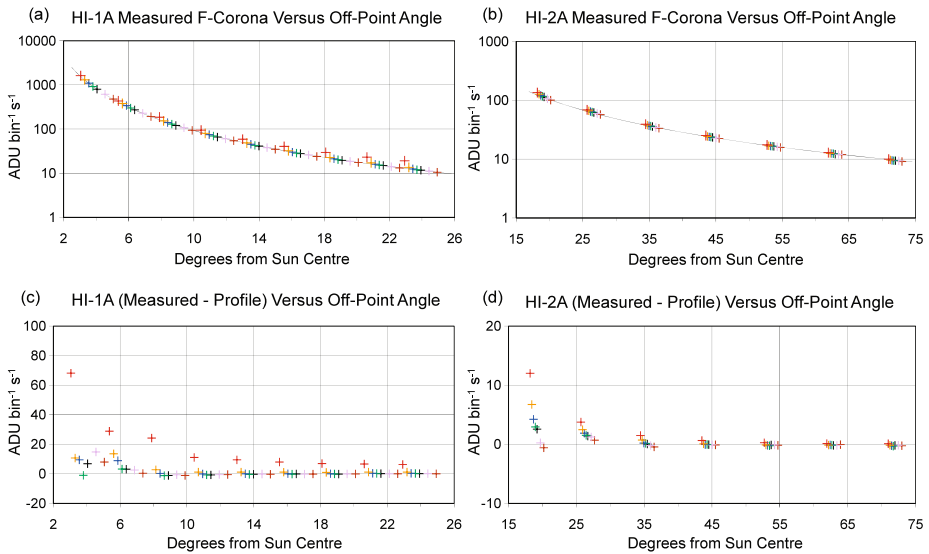 (a) HI-1A Measured F-Corona Versus Off-Point Angle
10000
1000
100
10
1
ADU bin⁻¹ s⁻¹
2 6 10 14 18 22 26
Degrees from Sun Centre
(b) HI-2A Measured F-Corona Versus Off-Point Angle
1000
100
10
1
ADU bin⁻¹ s⁻¹
15 25 35 45 55 65 75
Degrees from Sun Centre
(c) HI-1A (Measured - Profile) Versus Off-Point Angle
100
80
60
40
20
0
-20
ADU bin⁻¹ s⁻¹
2 6 10 14 18 22 26
Degrees from Sun Centre
(d) HI-2A (Measured - Profile) Versus Off-Point Angle
20
10
0
-10
ADU bin⁻¹ s⁻¹
15 25 35 45 55 65 75
Degrees from Sun Centre